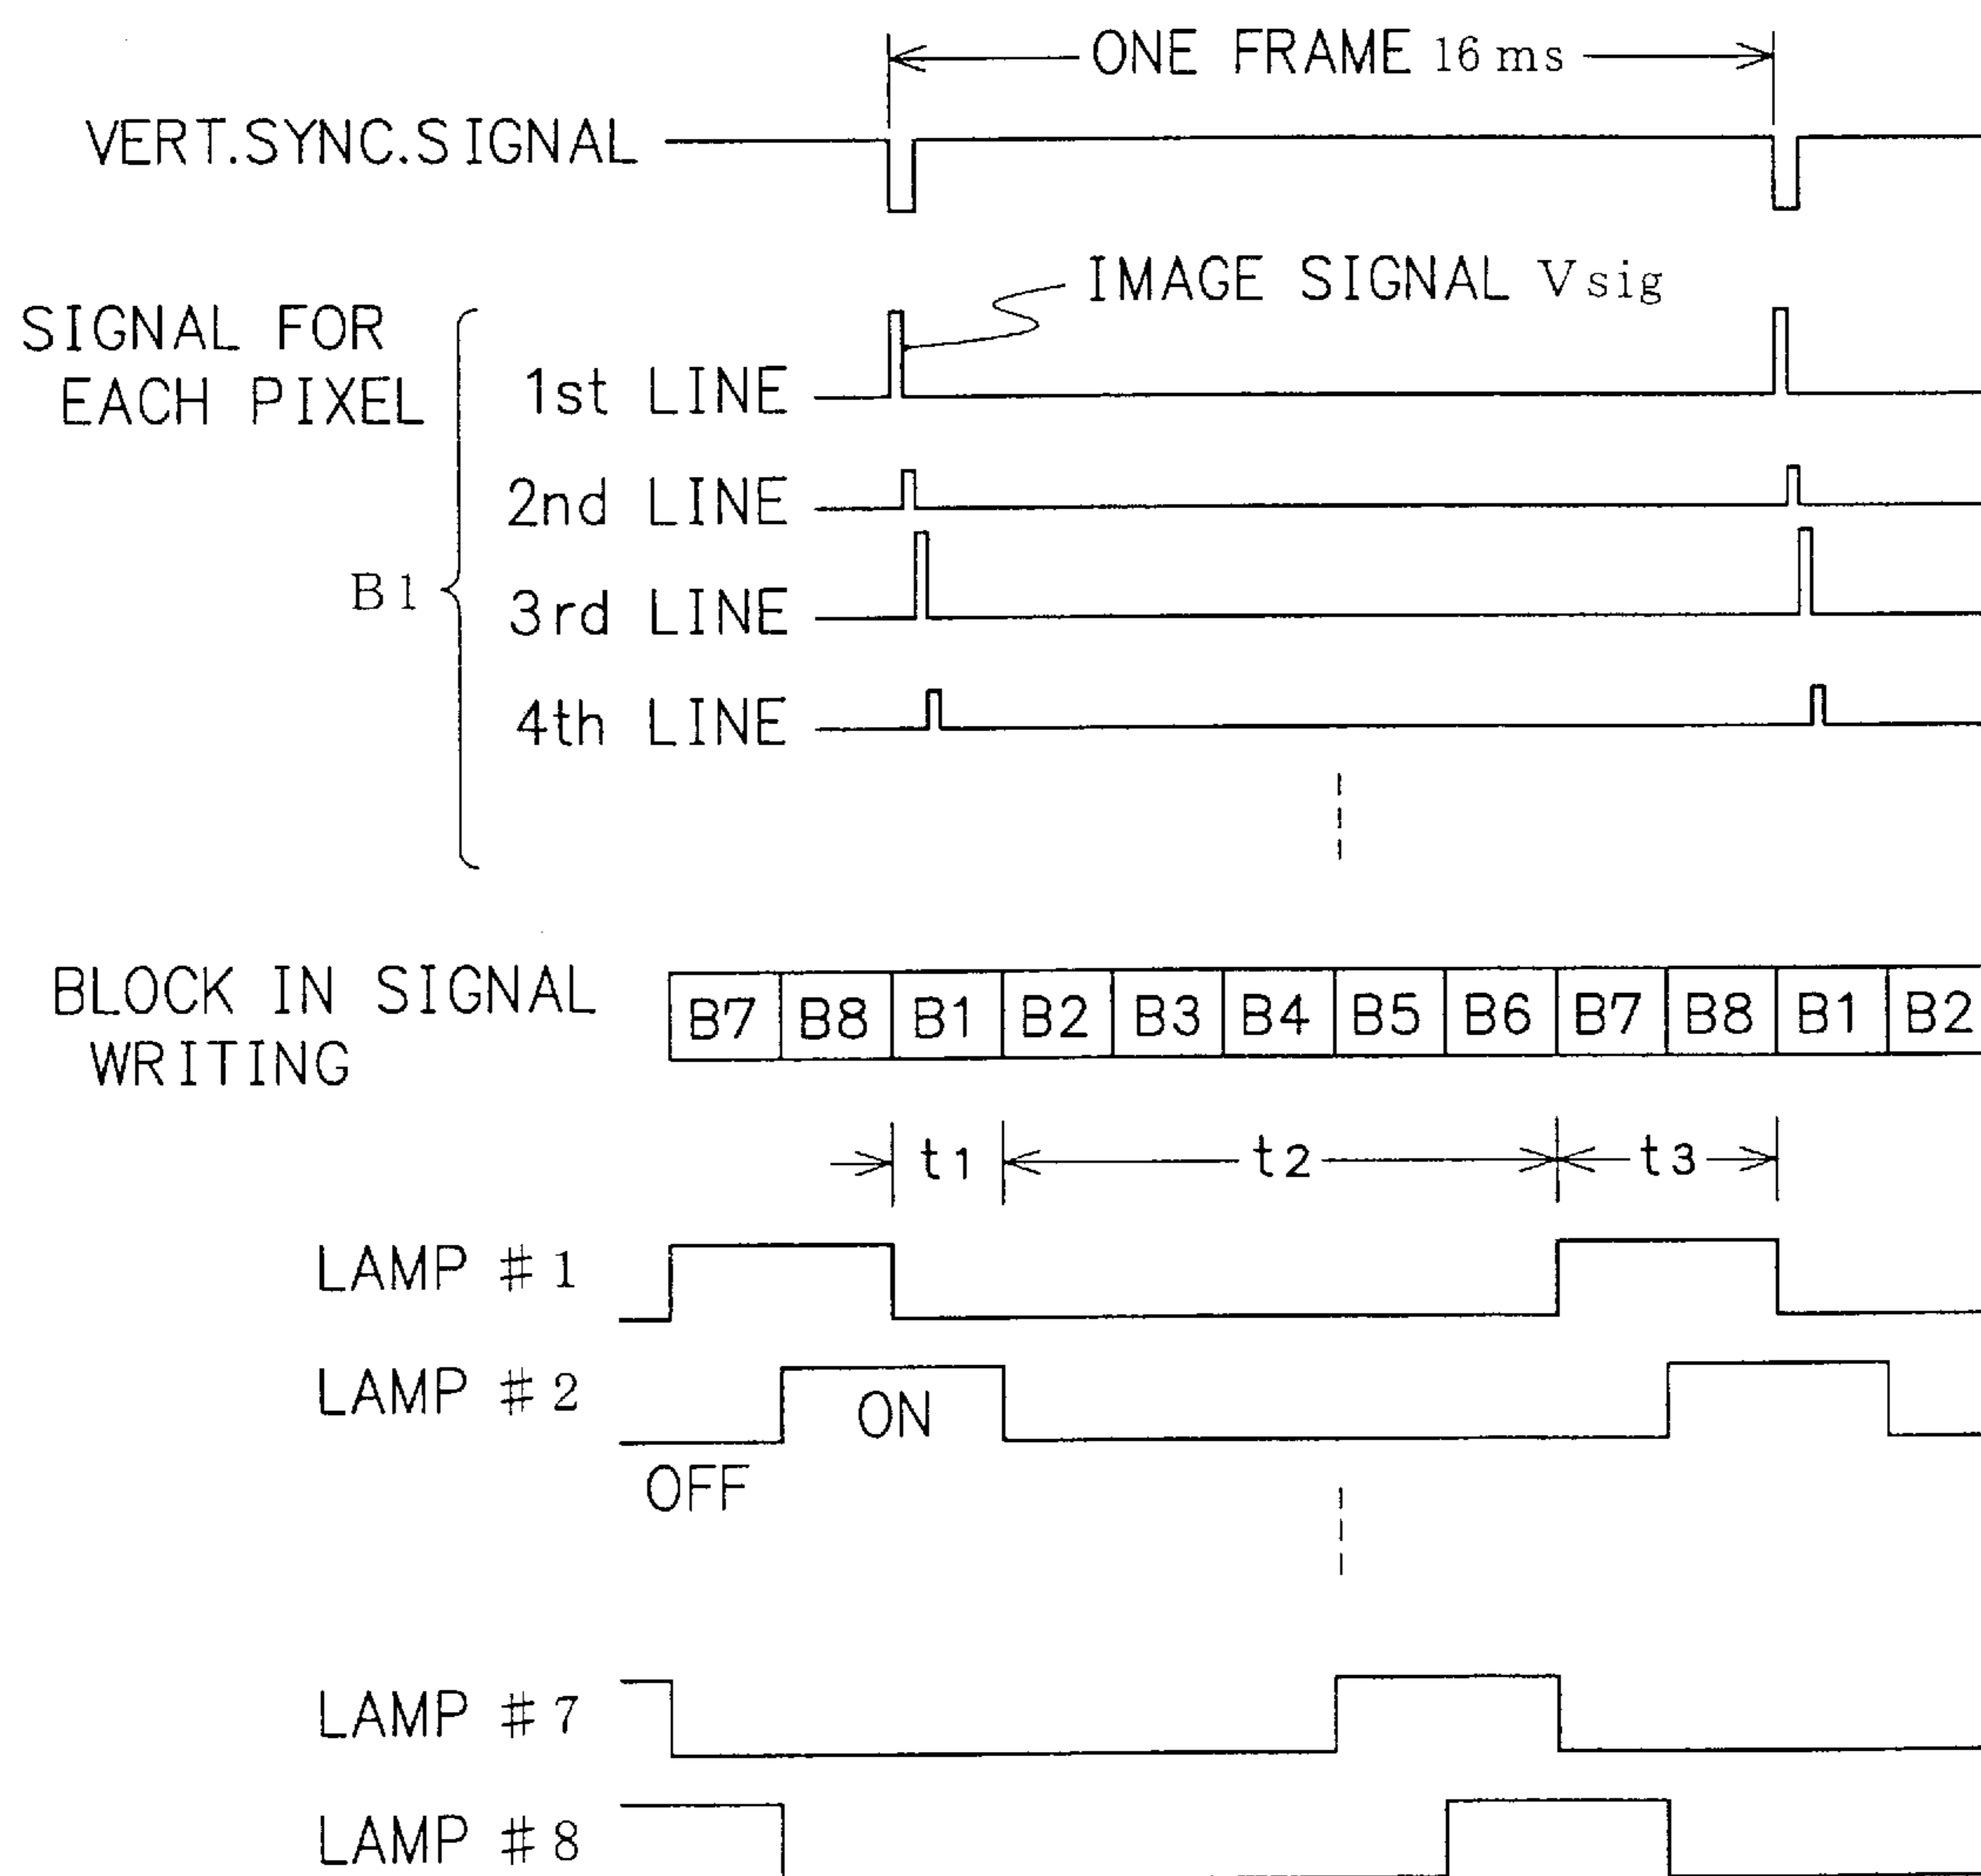 ONE FRAME 16 ms
VERT.SYNC.SIGNAL
IMAGE SIGNAL Vsig
SIGNAL FOR
EACH PIXEL
1st LINE
2nd LINE
B1
3rd LINE
4th LINE
BLOCK IN SIGNAL
WRITING
B7 B8 B1 B2 B3 B4 B5 B6 B7 B8 B1 B2
t1 t2 t3
LAMP #1
LAMP #2
ON
OFF
LAMP #7
LAMP #8